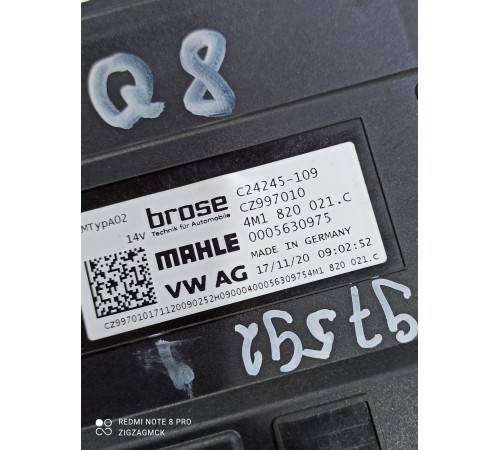 Q8
MTypA02
14V
brose
Technik für Automobile
C24245-109
CZ997010
4M1 820 021.C
0005630975
MAHLE
MADE IN GERMANY
VW AG
17/11/20 09:02:52
CZ997010171120090252H09000400056309754M1 820 021.C
97592
REDMI NOTE 8 PRO
ZIGZAGMCK